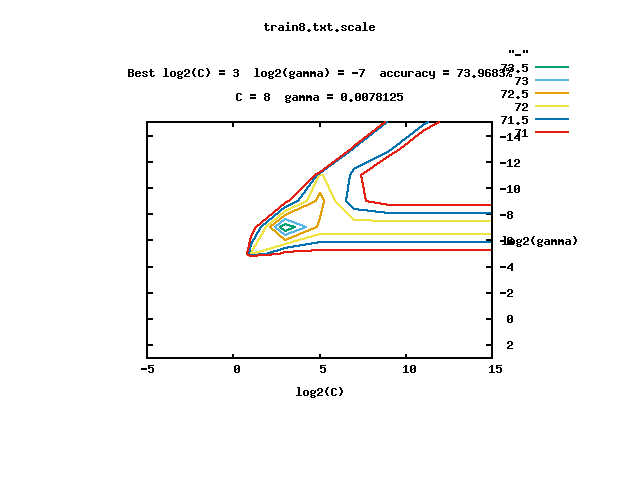 train8.txt.scale
"-"
Best log2(C) = 3 log2(gamma) = -7 accuracy = 73.9683%
C = 8 gamma = 0.0078125
73.5
73
72.5
72
71.5
71
-14
-12
-10
-8
-6
log2(gamma)
-4
-2
0
2
-5 0 5 10 15
log2(C)